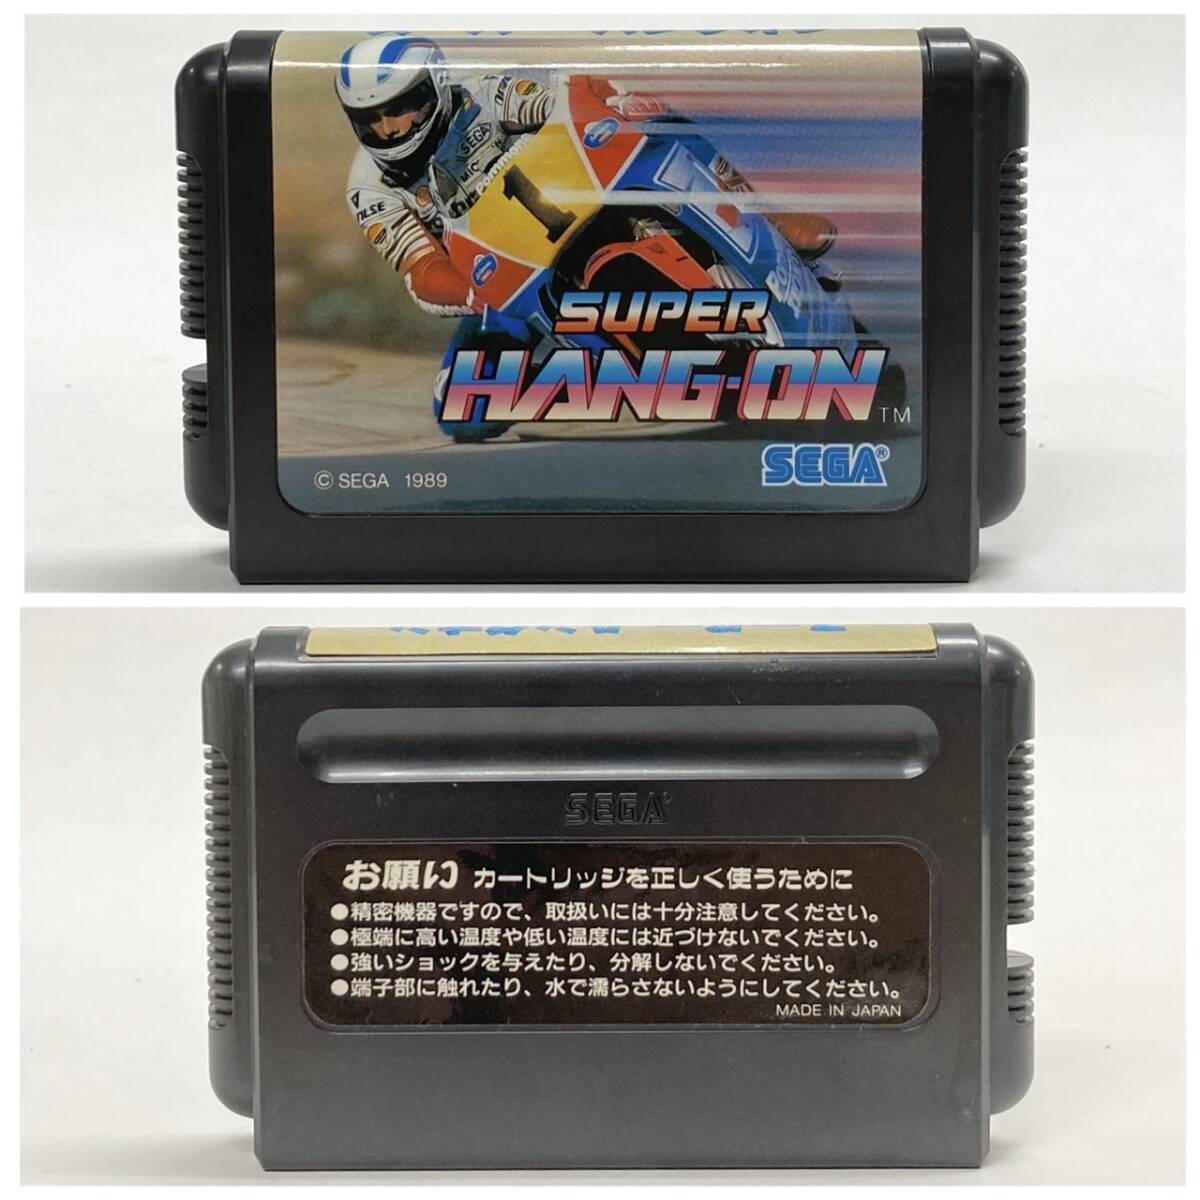 SEGA
MIC
PULSE
1
SUPER
HANG-ON TM
© SEGA 1989
SEGA®
SEGA
お願い カートリッジを正しく使うために
●精密機器ですので、取扱いには十分注意してください。
●極端に高い温度や低い温度には近づけないでください。
●強いショックを与えたり、分解しないでください。
●端子部に触れたり、水で濡らさないようにしてください。
MADE IN JAPAN